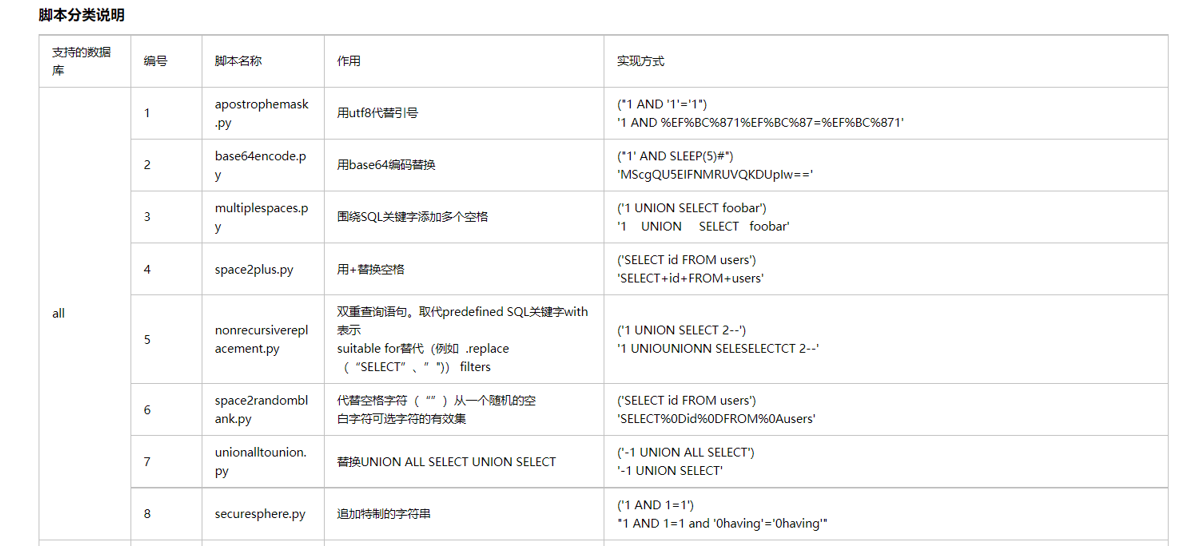 脚本分类说明
支持的数据
库
编号
脚本名称
作用
实现方式
all
1
apostrophemask
.py
用utf8代替引号
("1 AND '1'='1")
'1 AND %EF%BC%871%EF%BC%87=%EF%BC%871'
2
base64encode.p
y
用base64编码替换
("1' AND SLEEP(5)#")
'MScgQU5EIFNMRUVQKDUpIw=='
3
multiplespaces.p
y
围绕SQL关键字添加多个空格
('1 UNION SELECT foobar')
'1    UNION     SELECT   foobar'
4
space2plus.py
用+替换空格
('SELECT id FROM users')
'SELECT+id+FROM+users'
5
nonrecursiverepl
acement.py
双重查询语句。取代predefined SQL关键字with
表示
suitable for替代（例如  .replace
（“SELECT”、” ")） filters
('1 UNION SELECT 2--')
'1 UNIOUNIONN SELESELECTCT 2--'
6
space2randombl
ank.py
代替空格字符（“”）从一个随机的空
白字符可选字符的有效集
('SELECT id FROM users')
'SELECT%0Did%0DFROM%0Ausers'
7
unionalltounion.
py
替换UNION ALL SELECT UNION SELECT
('-1 UNION ALL SELECT')
'-1 UNION SELECT'
8
securesphere.py
追加特制的字符串
('1 AND 1=1')
"1 AND 1=1 and '0having'='0having'"